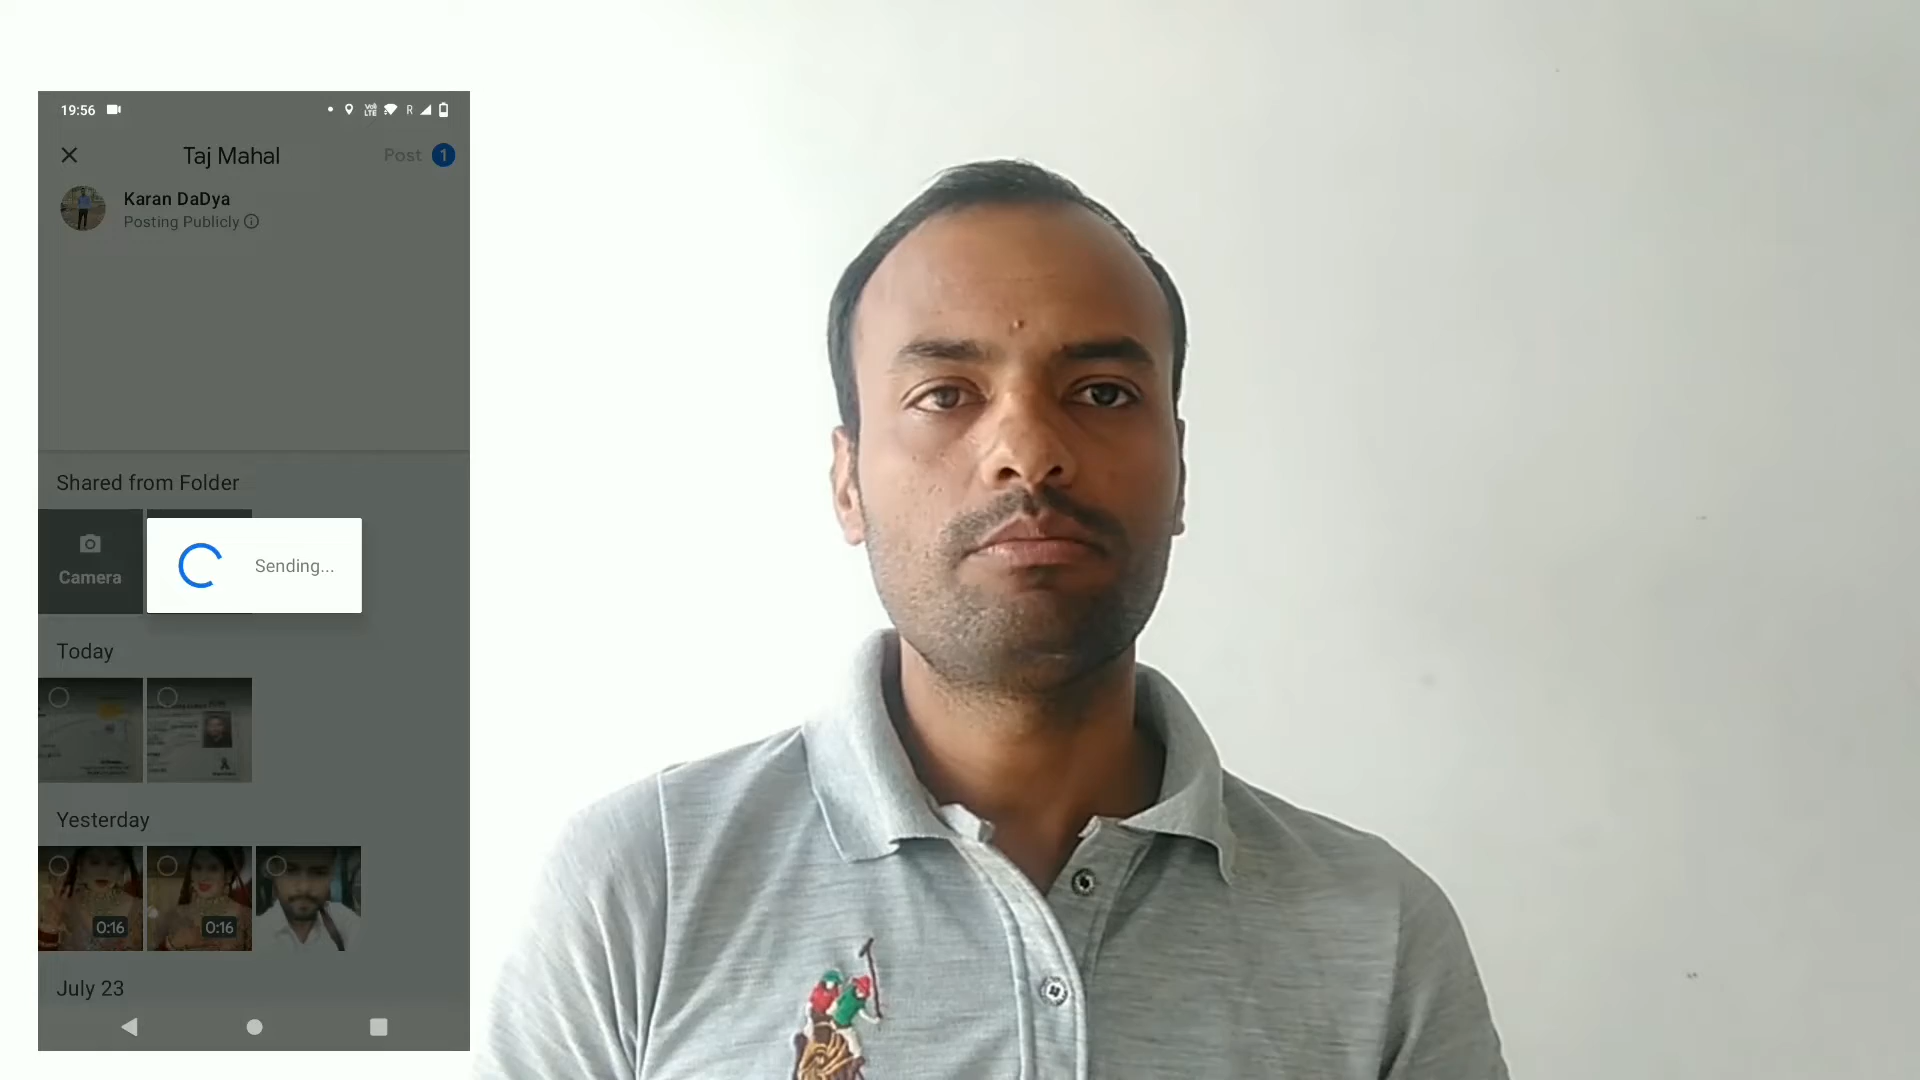 19:56
VoLTE R
Taj Mahal
Post 1
Karan DaDya
Posting Publicly
Shared from Folder
Camera
Sending...
Today
Yesterday
0:16
0:16
July 23